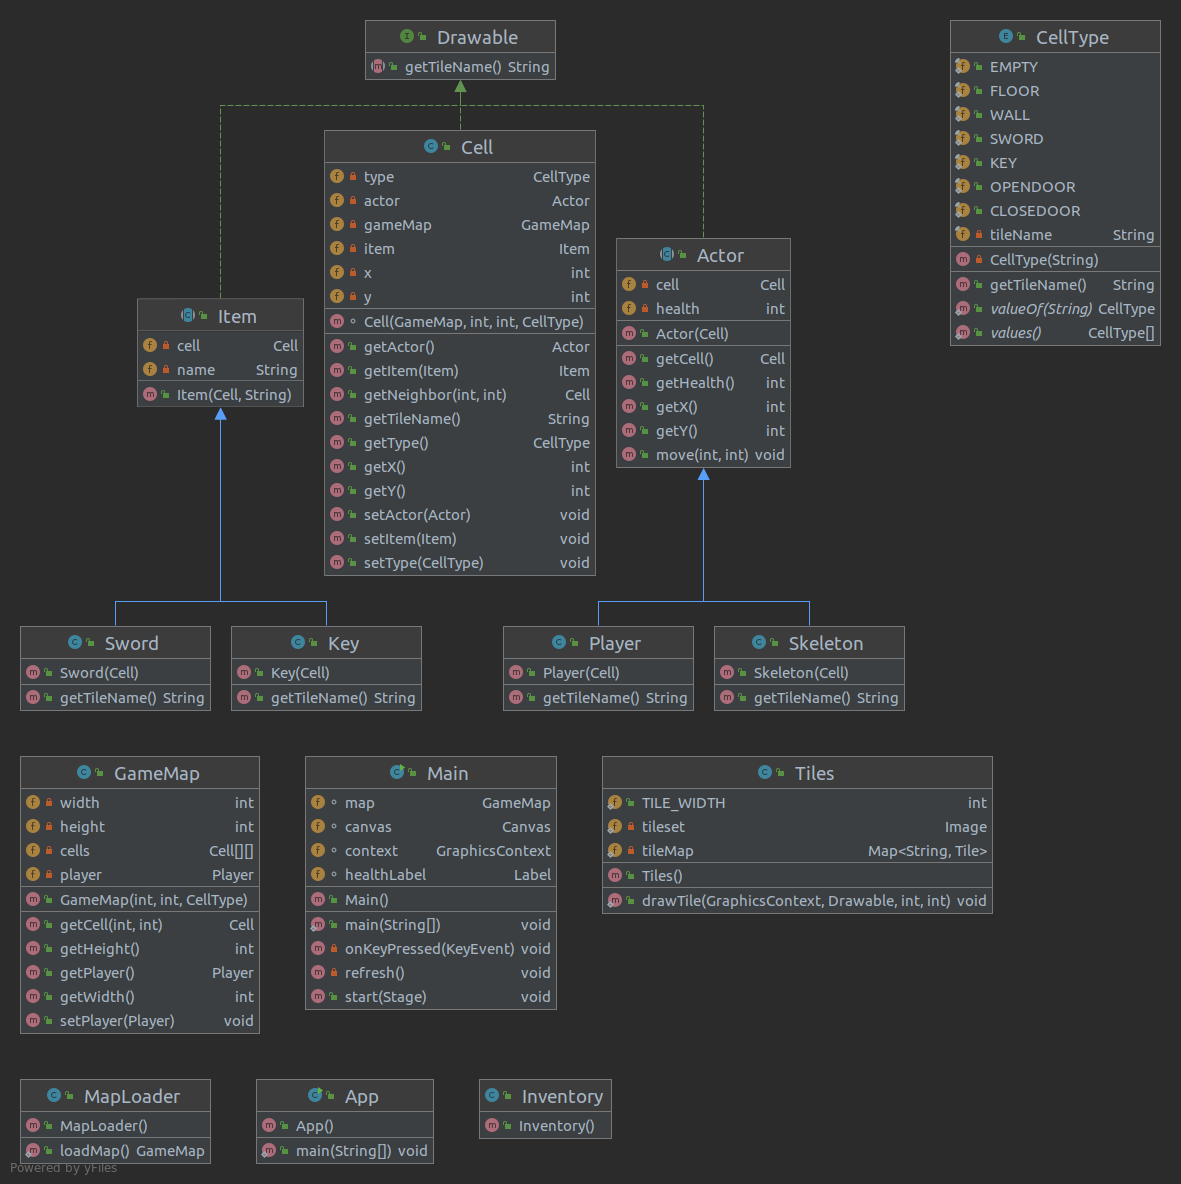 Drawable
getTileName() String
CellType
EMPTY
FLOOR
WALL
SWORD
KEY
OPENDOOR
CLOSEDOOR
tileName String
CellType(String)
getTileName() String
valueOf(String) CellType
values() CellType[]
Cell
type CellType
actor Actor
gameMap GameMap
item Item
x int
y int
Cell(GameMap, int, int, CellType)
getActor() Actor
getItem(Item) Item
getNeighbor(int, int) Cell
getTileName() String
getType() CellType
getX() int
getY() int
setActor(Actor) void
setItem(Item) void
setType(CellType) void
Actor
cell Cell
health int
Actor(Cell)
getCell() Cell
getHealth() int
getX() int
getY() int
move(int, int) void
Item
cell Cell
name String
Item(Cell, String)
Sword
Sword(Cell)
getTileName() String
Key
Key(Cell)
getTileName() String
Player
Player(Cell)
getTileName() String
Skeleton
Skeleton(Cell)
getTileName() String
GameMap
width int
height int
cells Cell[][]
player Player
GameMap(int, int, CellType)
getCell(int, int) Cell
getHeight() int
getPlayer() Player
getWidth() int
setPlayer(Player) void
Main
map GameMap
canvas Canvas
context GraphicsContext
healthLabel Label
Main()
main(String[]) void
onKeyPressed(KeyEvent) void
refresh() void
start(Stage) void
Tiles
TILE_WIDTH int
tileset Image
tileMap Map<String, Tile>
Tiles()
drawTile(GraphicsContext, Drawable, int, int) void
MapLoader
MapLoader()
loadMap() GameMap
App
App()
main(String[]) void
Inventory
Inventory()
Powered by yFiles